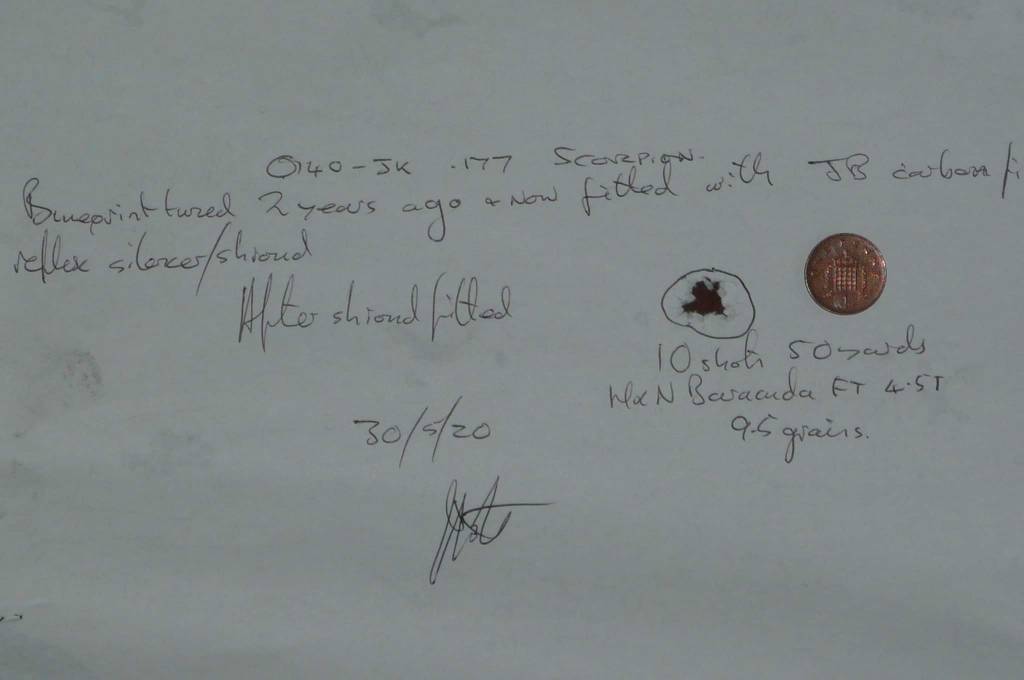 0140-JK .177 SCORPION.
Blueprint tuned 2 years ago & now fitted with JB carbon fi
reflex silencer/shroud
After shroud fitted
10 shots 50 yards
H&N Baracuda FT 4.51
9.5 grains.
30/5/20